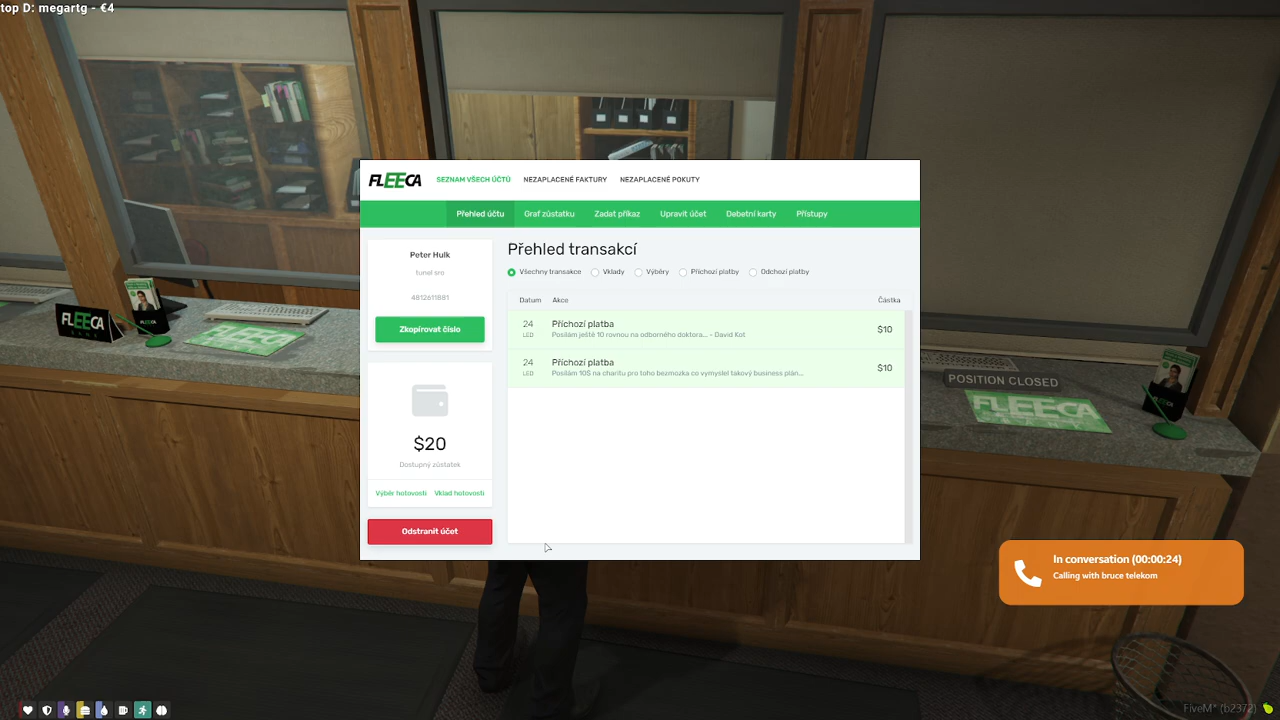 top D: megartg - €4
FLEECA
SEZNAM VŠECH ÚČTŮ
NEZAPLACENÉ FAKTURY
NEZAPLACENÉ POKUTY
Přehled účtu
Graf zůstatku
Zadat příkaz
Upravit účet
Debetní karty
Přístupy
Peter Hulk
tunel sro
4812611881
Zkopírovat číslo
$20
Dostupný zůstatek
Výběr hotovosti
Vklad hotovosti
Odstranit účet
Přehled transakcí
Všechny transakce
Vklady
Výběry
Příchozí platby
Odchozí platby
Datum
Akce
Částka
24
LED
Příchozí platba
Posílám ještě 10 rovnou na odborného doktora... - David Kot
$10
24
LED
Příchozí platba
Posílám 10$ na charitu pro toho bezmozka co vymyslel takový business plán...
$10
FLEECA
BANK
FLEECA
POSITION CLOSED
FLEECA
In conversation (00:00:24)
Calling with bruce telekom
FiveM* (b2372)